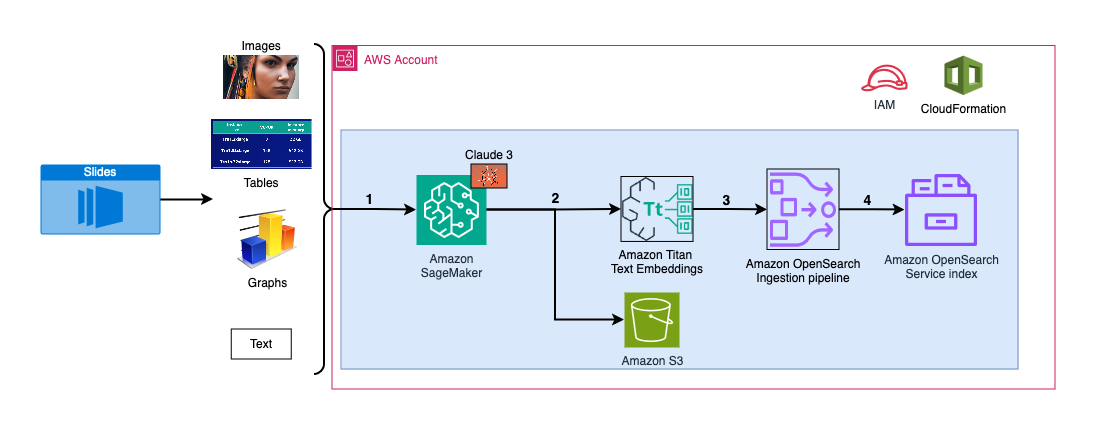 Images
AWS Account
IAM
CloudFormation
Slides
Tables
Graphs
Text
1
Claude 3
Amazon
SageMaker
2
Tt
Amazon Titan
Text Embeddings
3
Amazon OpenSearch
Ingestion pipeline
4
Amazon OpenSearch
Service index
Amazon S3